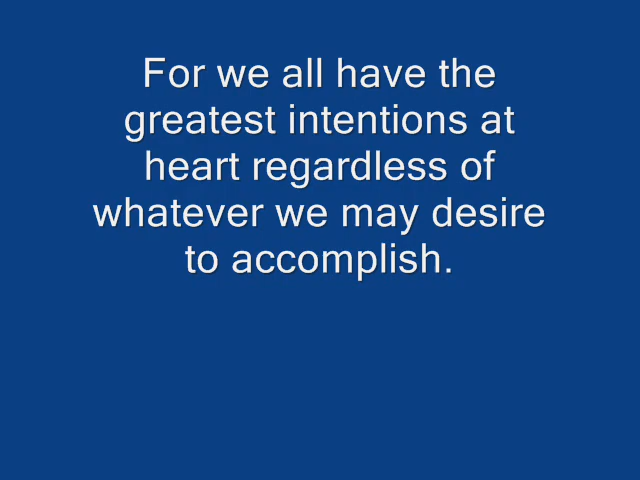 For we all have the
greatest intentions at
heart regardless of
whatever we may desire
to accomplish.